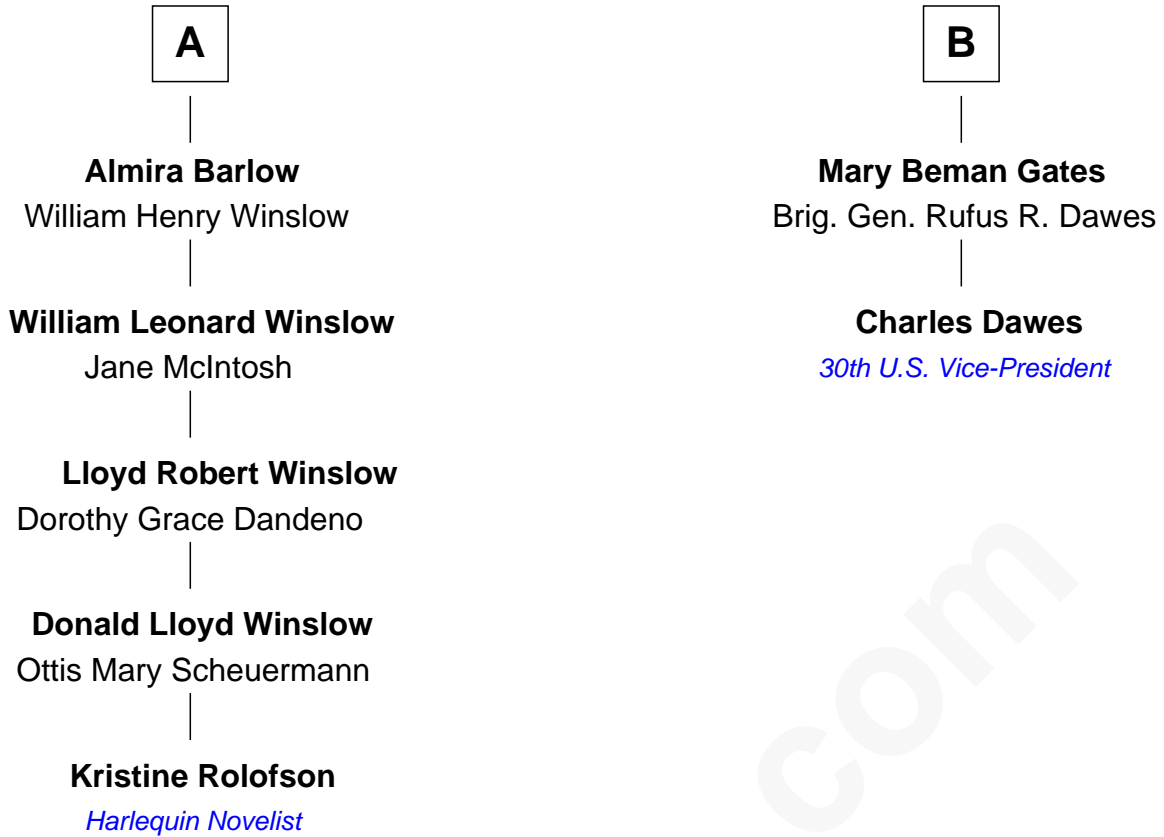 A
Almira Barlow
William Henry Winslow
William Leonard Winslow
Jane McIntosh
Lloyd Robert Winslow
Dorothy Grace Dandeno
Donald Lloyd Winslow
Ottis Mary Scheuermann
Kristine Rolofson
Harlequin Novelist
B
Mary Beman Gates
Brig. Gen. Rufus R. Dawes
Charles Dawes
30th U.S. Vice-President
com